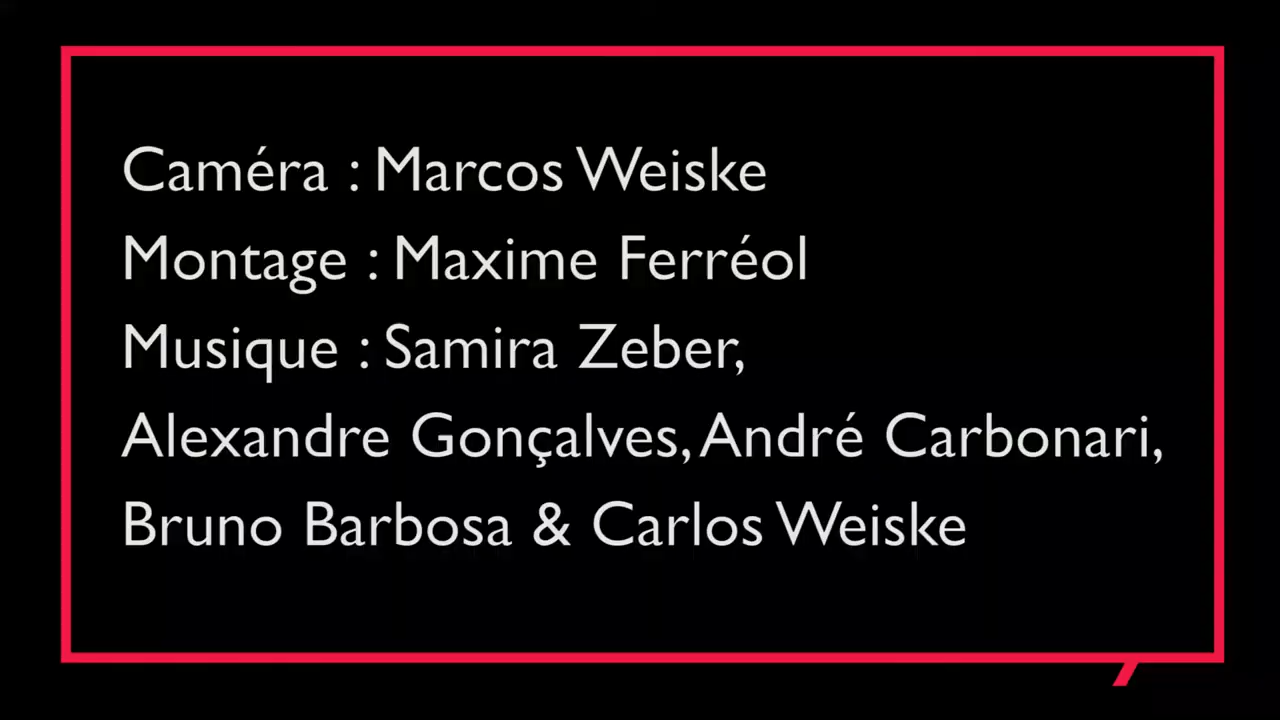 Caméra : Marcos Weiske
Montage : Maxime Ferréol
Musique : Samira Zeber,
Alexandre Gonçalves, André Carbonari,
Bruno Barbosa & Carlos Weiske